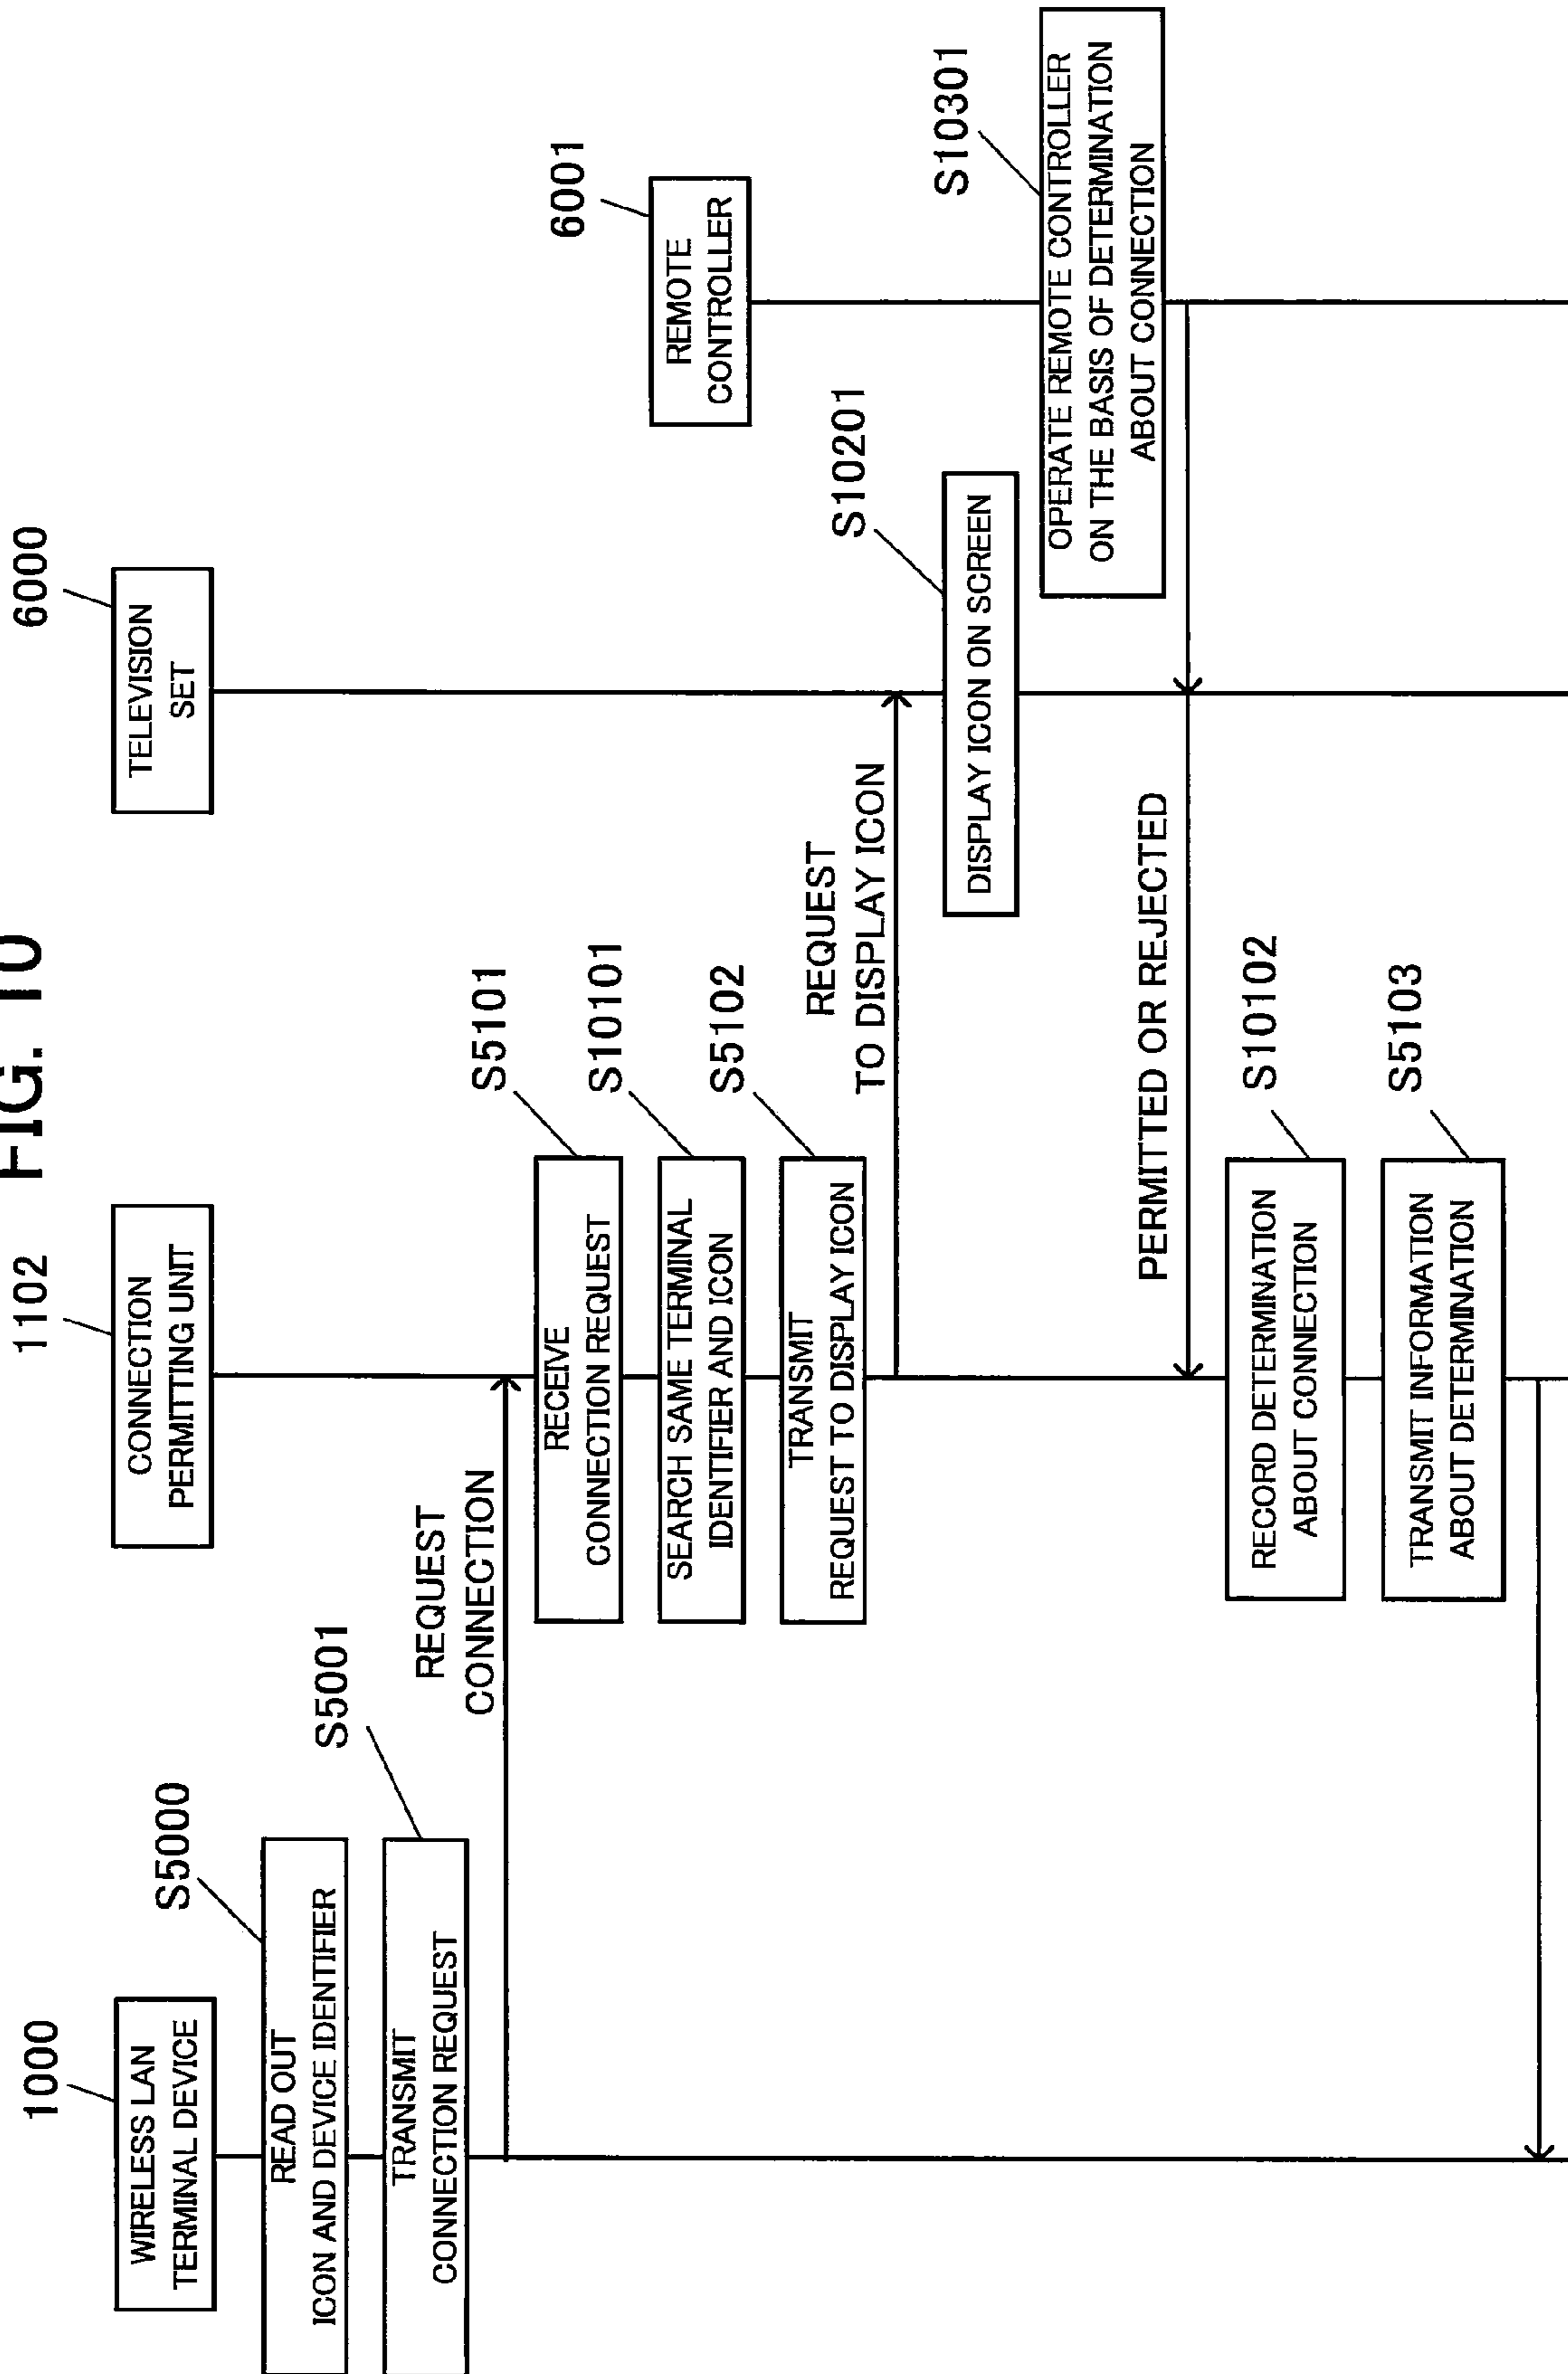 FIG. 10
1000
WIRELESS LAN
TERMINAL DEVICE
1102
CONNECTION
PERMITTING UNIT
6000
TELEVISION
SET
6001
REMOTE
CONTROLLER
S5000
READ OUT
ICON AND DEVICE IDENTIFIER
S5001
TRANSMIT
CONNECTION REQUEST
REQUEST
CONNECTION
S5101
RECEIVE
CONNECTION REQUEST
S10101
SEARCH SAME TERMINAL
IDENTIFIER AND ICON
S5102
TRANSMIT
REQUEST TO DISPLAY ICON
REQUEST
TO DISPLAY ICON
S10201
DISPLAY ICON ON SCREEN
S10301
OPERATE REMOTE CONTROLLER
ON THE BASIS OF DETERMINATION
ABOUT CONNECTION
PERMITTED OR REJECTED
S10102
RECORD DETERMINATION
ABOUT CONNECTION
S5103
TRANSMIT INFORMATION
ABOUT DETERMINATION